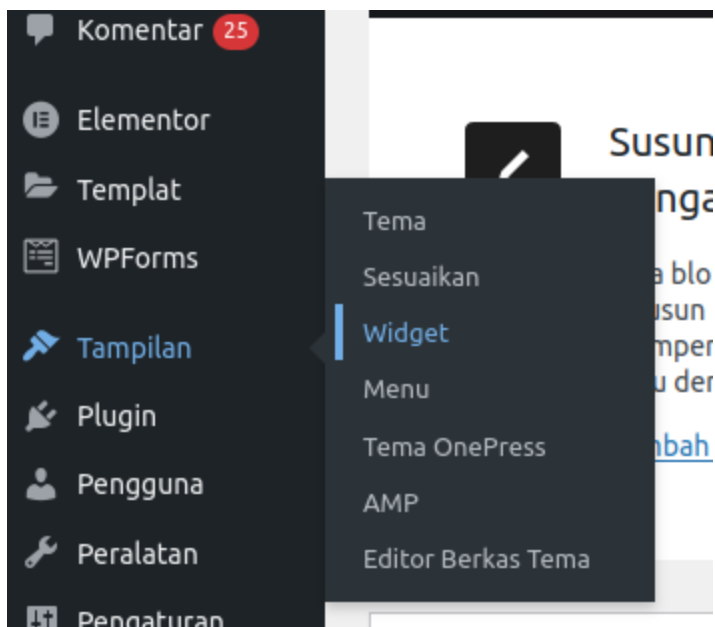 Komentar 25
Elementor
Templat
WPForms
Tampilan
Plugin
Pengguna
Peralatan
Pengaturan
Tema
Sesuaikan
Widget
Menu
Tema OnePress
AMP
Editor Berkas Tema
Susun